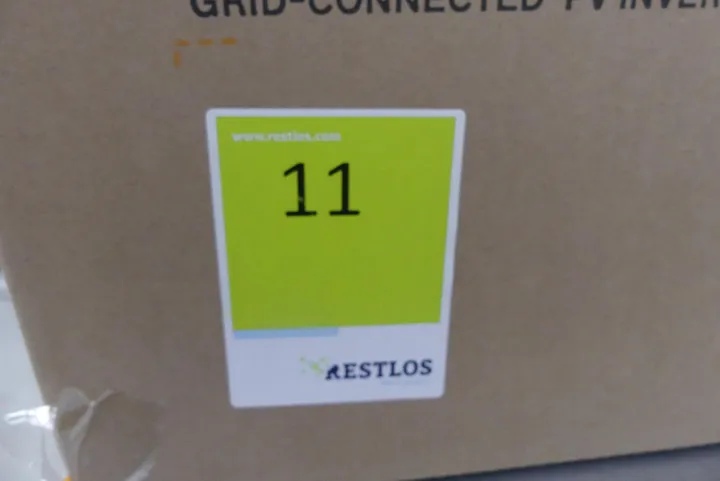 GRID-CONNECTED PV INVER
www.restlos.com
11
RESTLOS